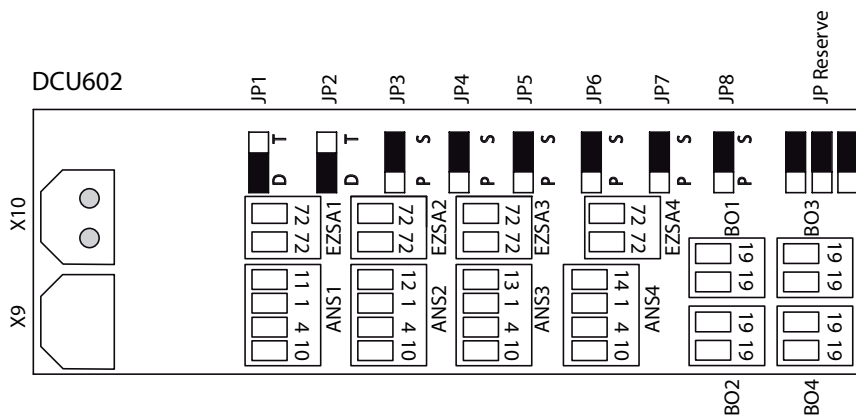 DCU602
JP1
JP2
JP3
JP4
JP5
JP6
JP7
JP8
JP Reserve
D T
D T
P S
P S
P S
P S
P S
P S
X10
X9
72
72
EZSA1
72
72
EZSA2
72
72
EZSA3
72
72
EZSA4
11
1
4
10
ANS1
12
1
4
10
ANS2
13
1
4
10
ANS3
14
1
4
10
ANS4
BO1
19
19
BO3
19
19
19
19
BO2
19
19
BO4